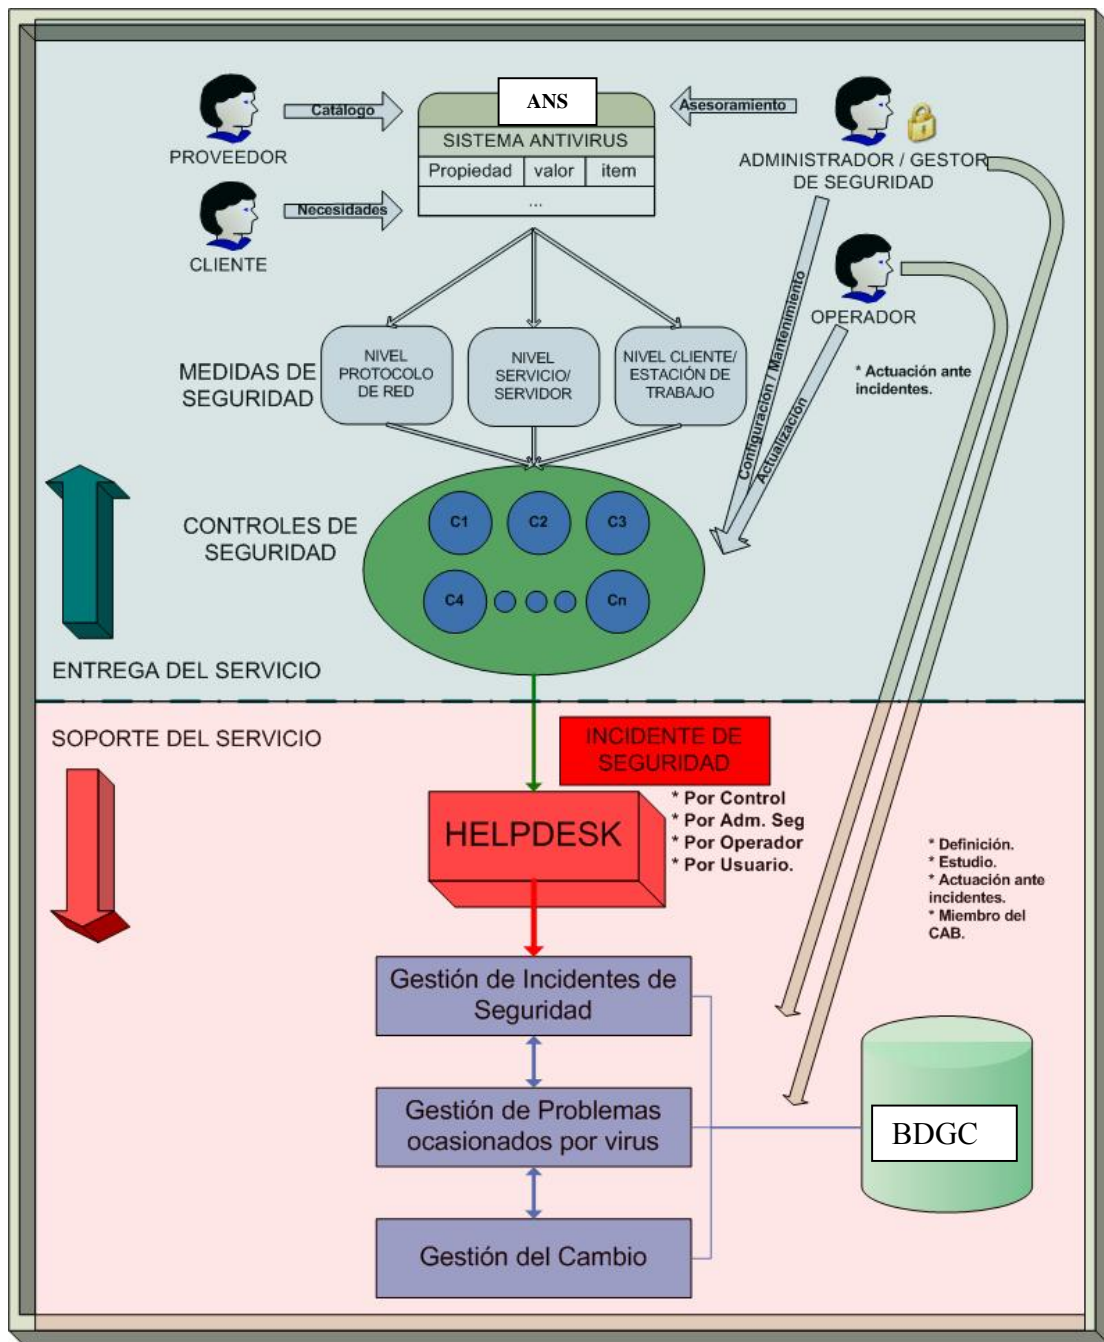 ANS
Catálogo
Asesoramiento
SISTEMA ANTIVIRUS
PROVEEDOR
Propiedad valor item
...
ADMINISTRADOR / GESTOR
DE SEGURIDAD
Necesidades
CLIENTE
OPERADOR
Configuración / Mantenimiento
Actualización
* Actuación ante
incidentes.
MEDIDAS DE
SEGURIDAD
NIVEL
PROTOCOLO
DE RED
NIVEL
SERVICIO/
SERVIDOR
NIVEL CLIENTE/
ESTACIÓN DE
TRABAJO
CONTROLES DE
SEGURIDAD
C1 C2 C3
C4 Cn
ENTREGA DEL SERVICIO
SOPORTE DEL SERVICIO
INCIDENTE DE
SEGURIDAD
* Por Control
* Por Adm. Seg
* Por Operador
* Por Usuario.
HELPDESK
* Definición.
* Estudio.
* Actuación ante
incidentes.
* Miembro del
CAB.
Gestión de Incidentes de
Seguridad
Gestión de Problemas
ocasionados por virus
BDGC
Gestión del Cambio